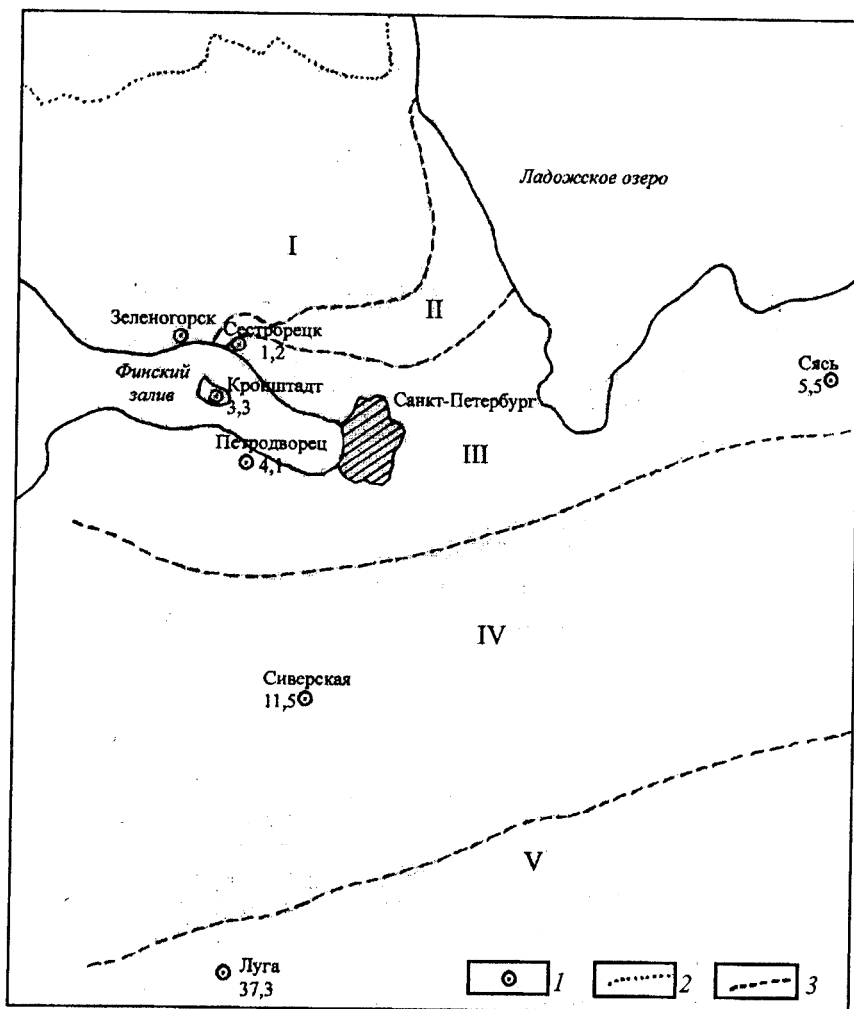 Ладожское озеро
I
Зеленогорск
Сестрорецк
1,2
II
Финский
залив
Кронштадт
3,3
Санкт-Петербург
Сясь
5,5
Петродворец
4,1
III
IV
Сиверская
11,5
V
Луга
37,3
1
2
3